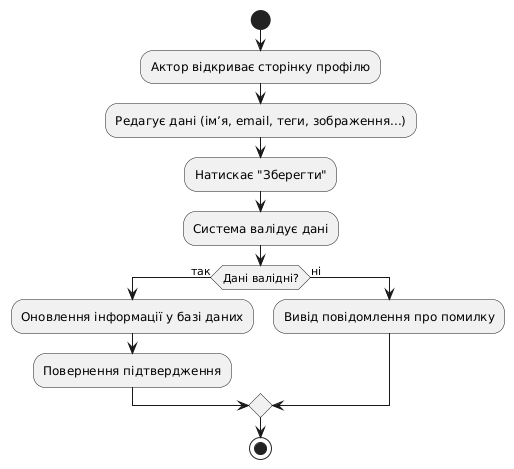 Актор відкриває сторінку профілю
Редагує дані (ім’я, email, теги, зображення...)
Натискає "Зберегти"
Система валідує дані
Дані валідні?
так
ні
Оновлення інформації у базі даних
Вивід повідомлення про помилку
Повернення підтвердження